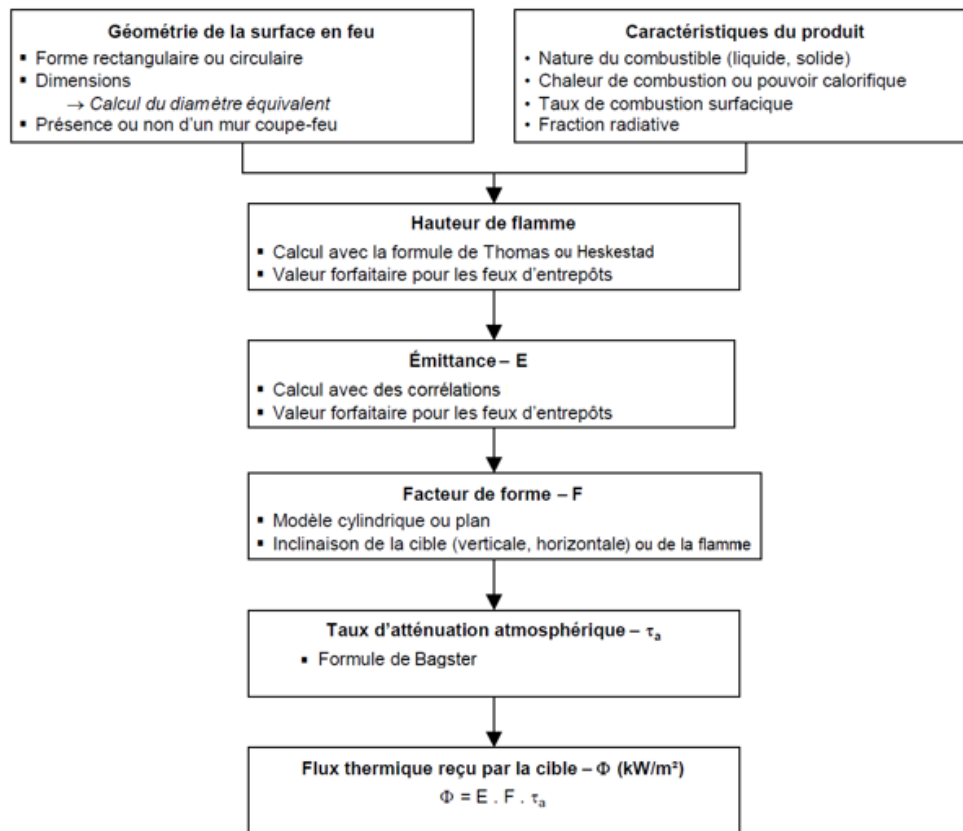 Géométrie de la surface en feu
▪ Forme rectangulaire ou circulaire
▪ Dimensions
→ Calcul du diamètre équivalent
▪ Présence ou non d'un mur coupe-feu
Caractéristiques du produit
• Nature du combustible (liquide, solide)
• Chaleur de combustion ou pouvoir calorifique
• Taux de combustion surfacique
• Fraction radiative
Hauteur de flamme
▪ Calcul avec la formule de Thomas ou Heskestad
▪ Valeur forfaitaire pour les feux d'entrepôts
Émittance – E
▪ Calcul avec des corrélations
▪ Valeur forfaitaire pour les feux d'entrepôts
Facteur de forme – F
▪ Modèle cylindrique ou plan
▪ Inclinaison de la cible (verticale, horizontale) ou de la flamme
Taux d'atténuation atmosphérique – τa
▪ Formule de Bagster
Flux thermique reçu par la cible – Φ (kW/m²)
Φ = E . F . τa